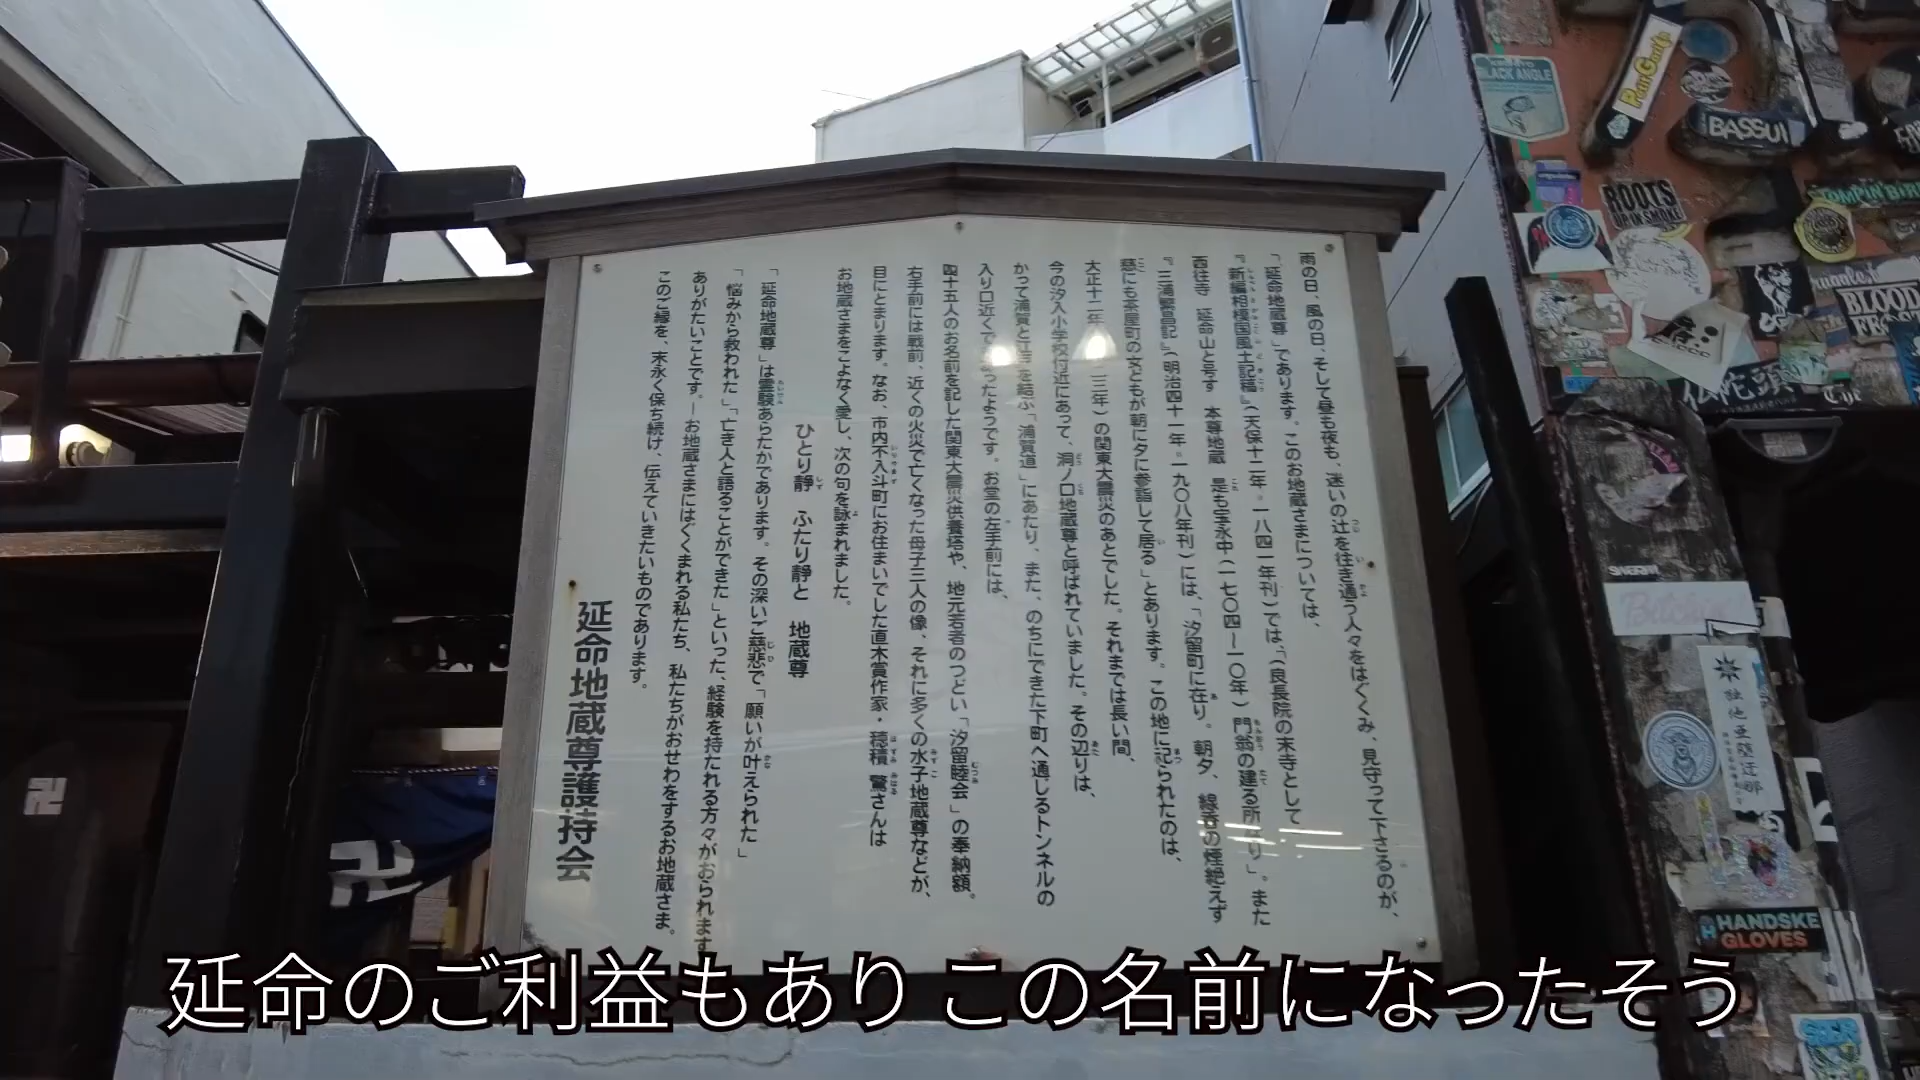 雨の日、風の日、そして昼も夜も、迷いの辻を往き通う人々をはぐくみ、見守って下さるのが、
「延命地蔵尊」であります。このお地蔵さまについては、
『新編相模国風土記稿』（天保十二年＝一八四一年刊）では、「（良長院の末寺として
西住寺 延命山と号す 本尊地蔵 是も宝永中（一七〇四―一〇年）門翁の建る所なり」。また
『三浦繁昌記』（明治四十一年＝一九〇八年刊）には、「汐留町に在り。朝夕、線香の煙絶えず
慈にも茶屋町の女どもが朝に夕に参詣して居る」とあります。この地に祀られたのは、
大正十二年 三年）の関東大震災のあとでした。それまでは長い間、
今の汐入小学校付近にあって、洞ノ口地蔵尊と呼ばれていました。その辺りは、
かつて浦賀と江戸を結ぶ「浦賀道」にあたり、また、のちにできた下町へ通じるトンネルの
入り口近くであったようです。お堂の左手前には、
四十五人のお名前を記した関東大震災供養塔や、地元若者のつどい「汐留睦会」の奉納額。
右手前には戦前、近くの火災で亡くなった母子三人の像、それに多くの水子地蔵尊などが、
目にとまります。なお、市内不入斗町にお住まいでした直木賞作家・穂積 驚さんは
お地蔵さまをこよなく愛し、次の句を詠まれました。
ひとり静 ふたり静と 地蔵尊
「延命地蔵尊」は霊験あらたかであります。その深いご慈悲で「願いが叶えられた」
「悩みから救われた」「亡き人と語ることができた」といった、経験を持たれる方々がおられます
ありがたいことです。―お地蔵さまにはぐくまれる私たち、私たちがおせわをするお地蔵さま。
このご縁を、末永く保ち続け、伝えていきたいものであります。
延命地蔵尊護持会
延命のご利益もあり この名前になったそう
BLACK ANGLE
BASSUI
ROOTS
UP IN SMOKE
BLOOD
仏陀頭
HANDSKE
GLOVES